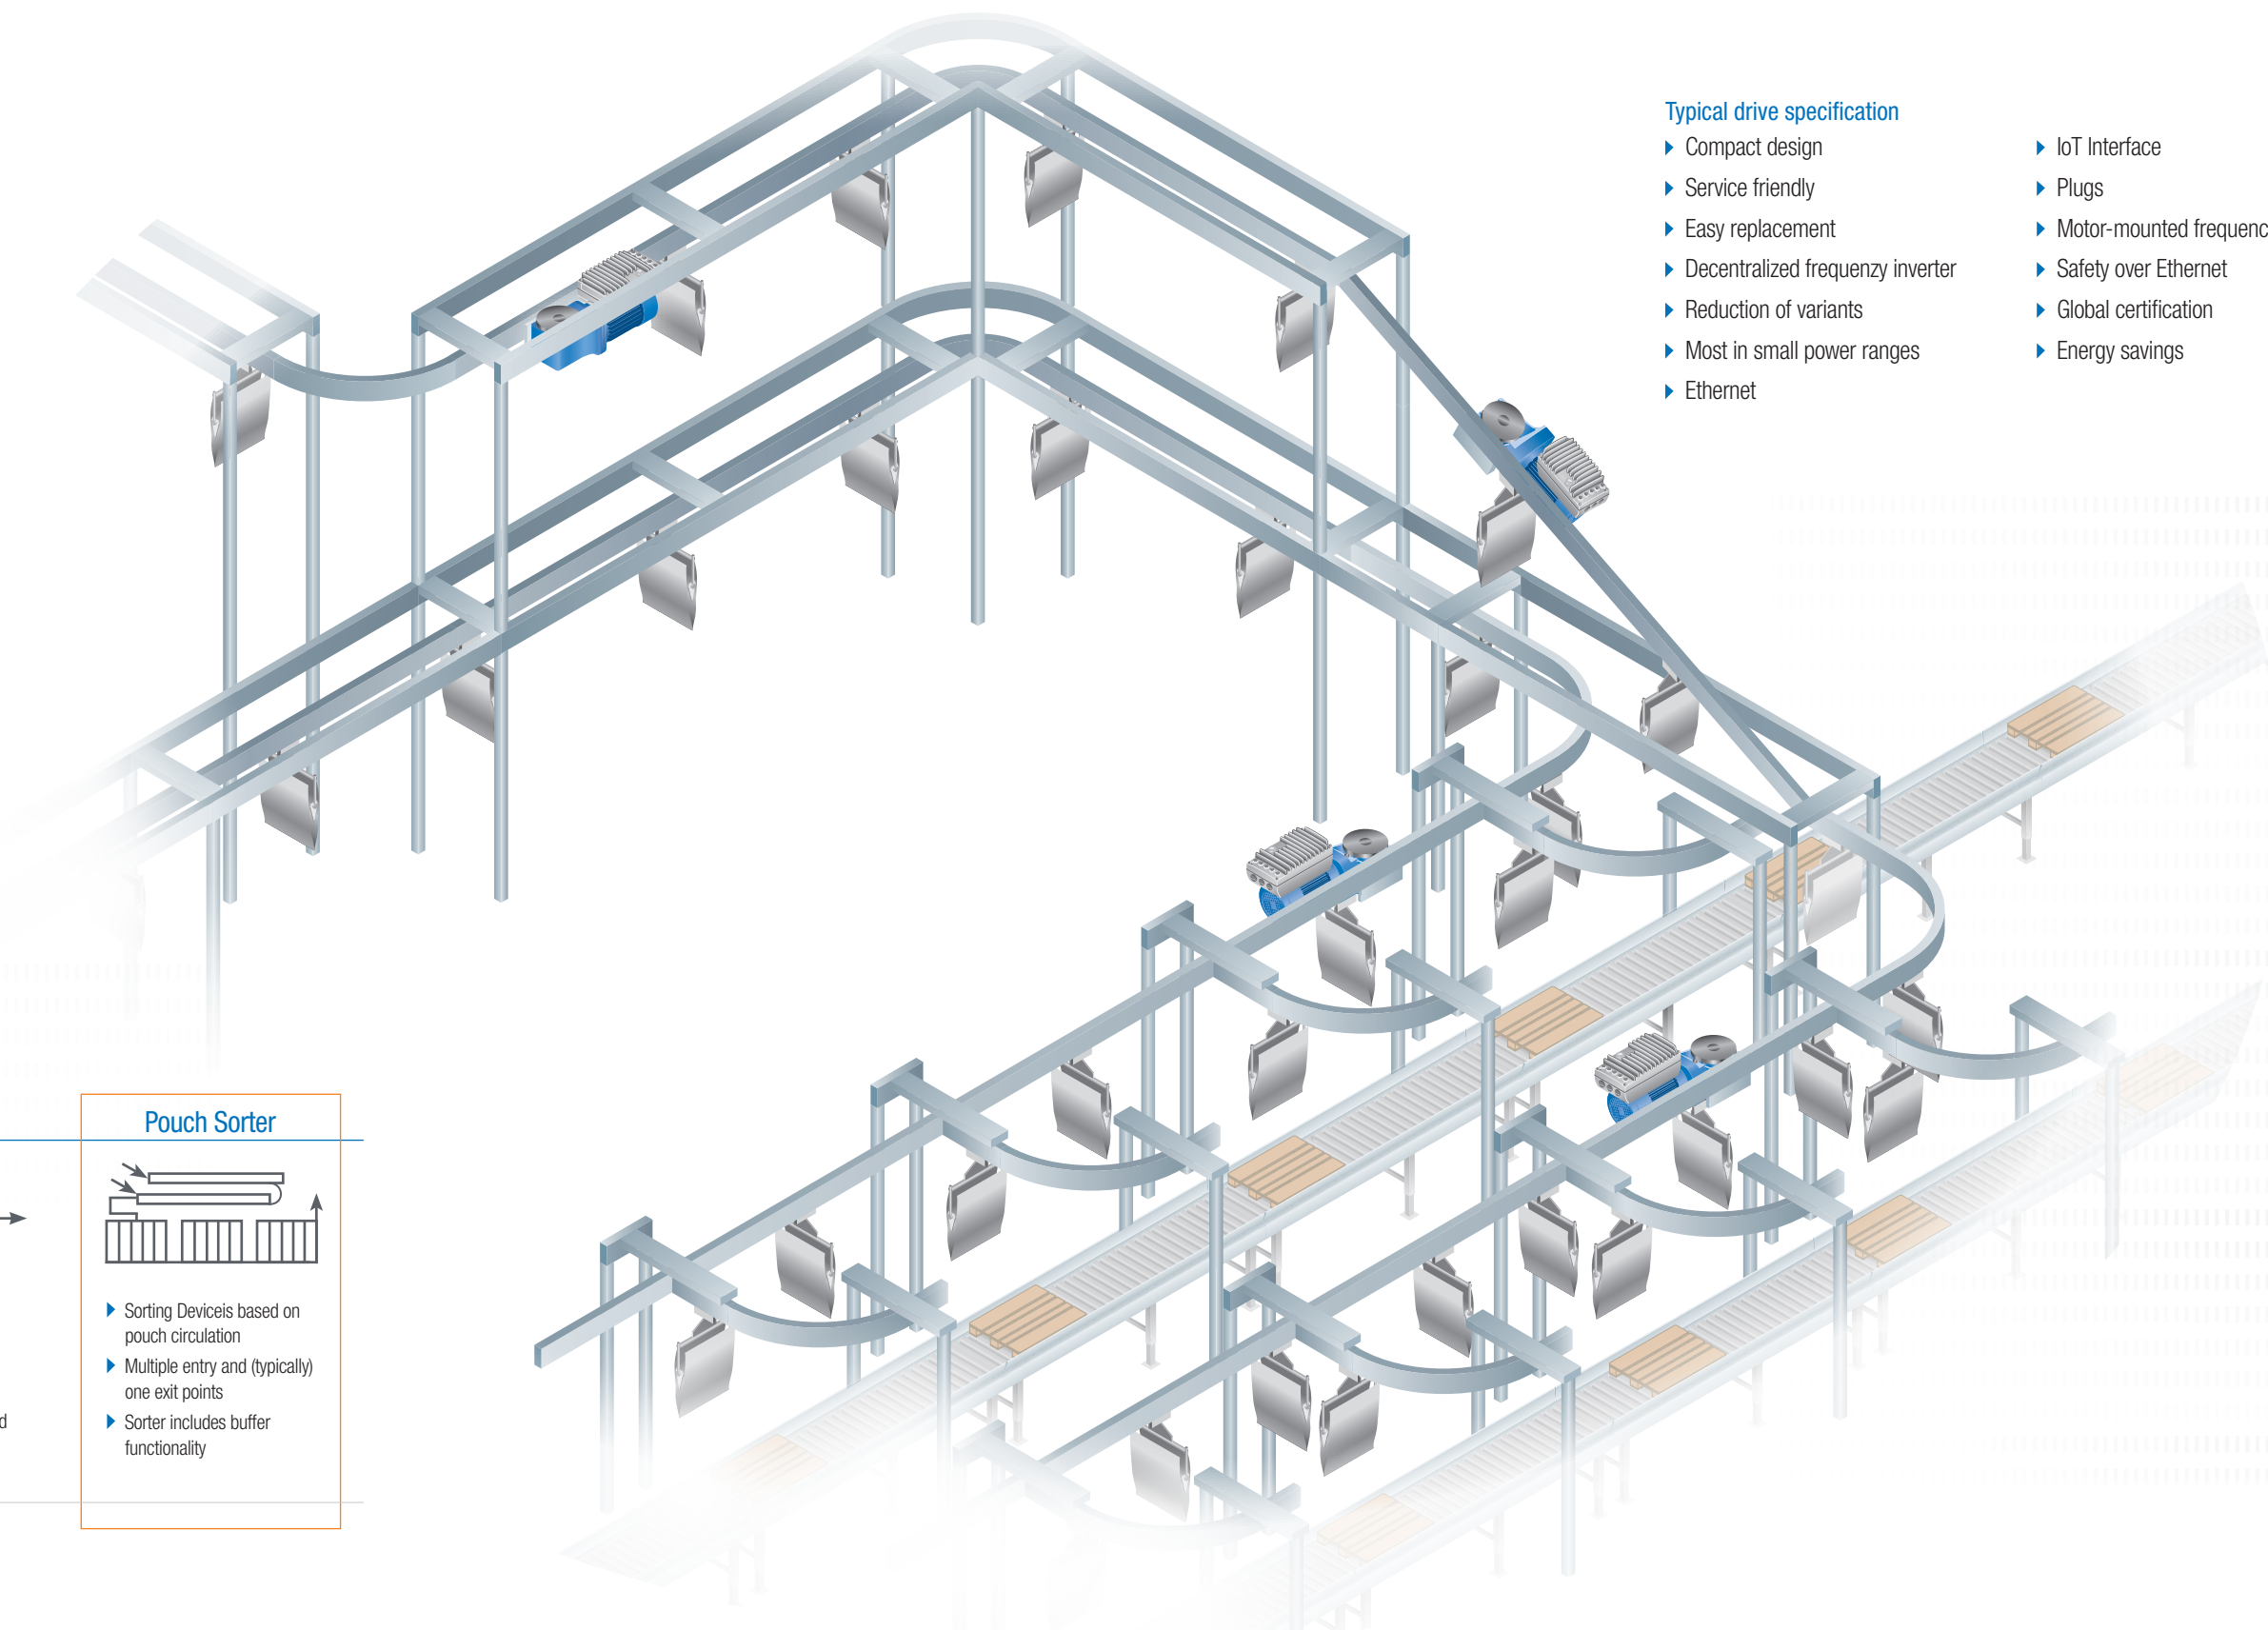 Typical drive specification
Compact design
Service friendly
Easy replacement
Decentralized frequenzy inverter
Reduction of variants
Most in small power ranges
Ethernet
IoT Interface
Plugs
Motor-mounted frequenc
Safety over Ethernet
Global certification
Energy savings
Pouch Sorter
Sorting Deviceis based on
pouch circulation
Multiple entry and (typically)
one exit points
Sorter includes buffer
functionality
d